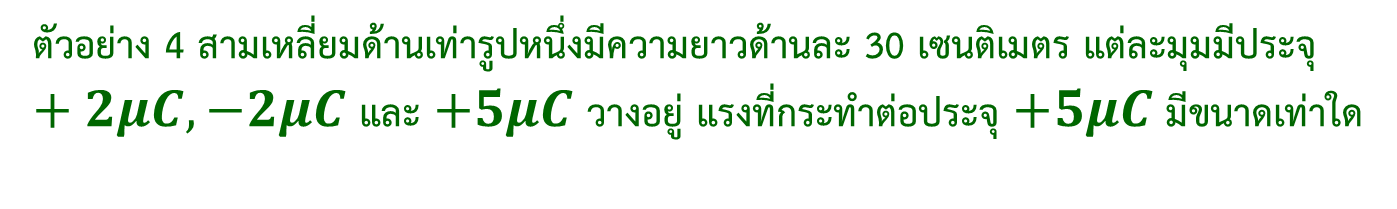 ตัวอย่าง 4 สามเหลี่ยมด้านเท่ารูปหนึ่งมีความยาวด้านละ 30 เซนติเมตร แต่ละมุมมีประจุ
+ 2μC, −2μC และ +5μC วางอยู่ แรงที่กระทำต่อประจุ +5μC มีขนาดเท่าใด